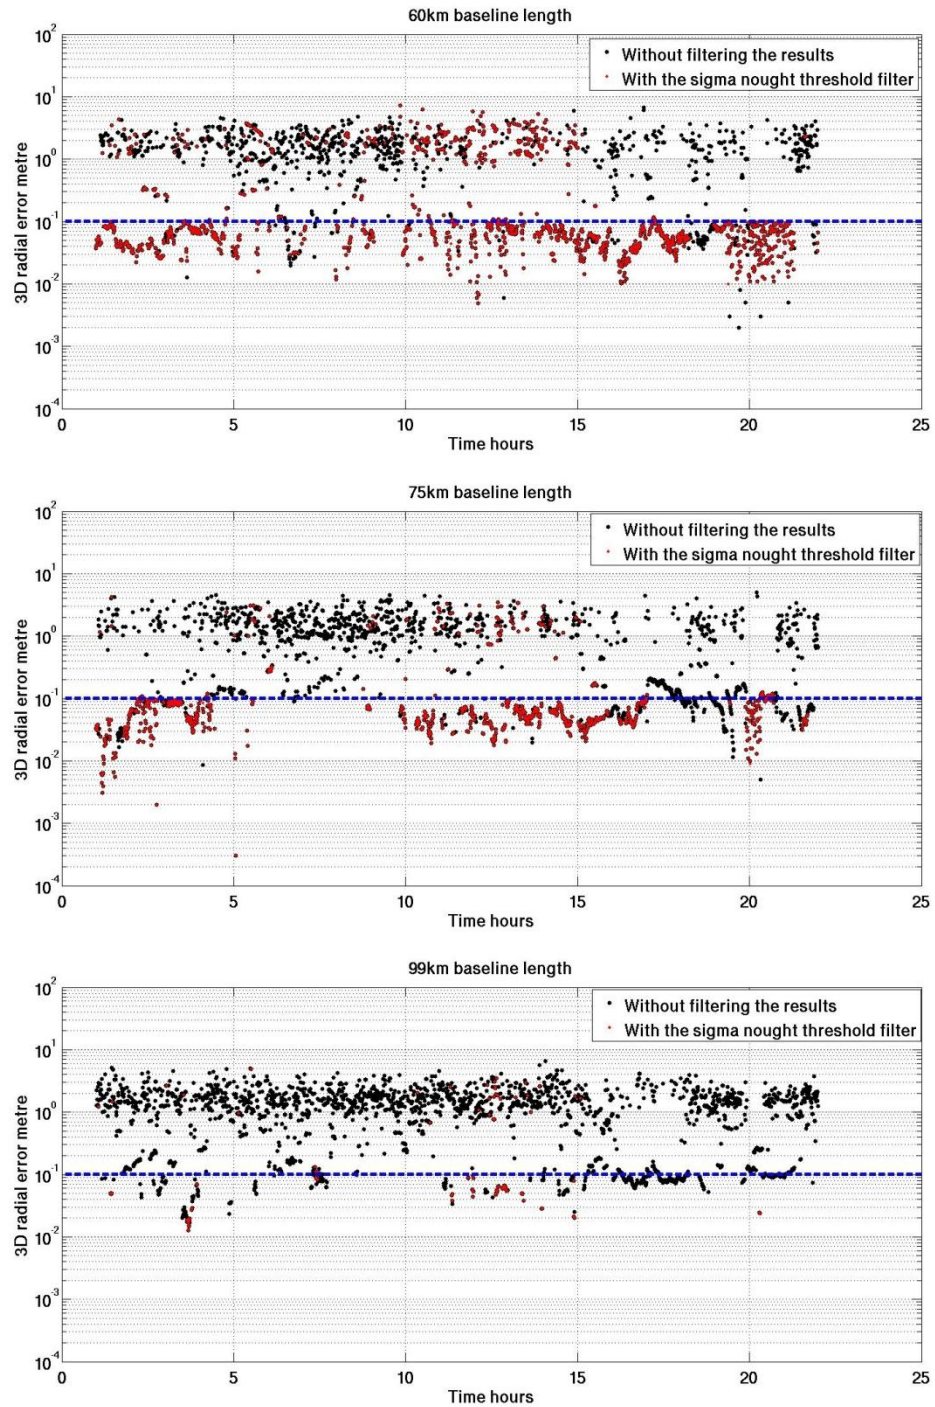 60km baseline length
10^2
10^1
10^0
10^-1
10^-2
10^-3
10^-4
3D radial error metre
Without filtering the results
With the sigma nought threshold filter
0 5 10 15 20 25
Time hours
75km baseline length
10^2
10^1
10^0
10^-1
10^-2
10^-3
10^-4
3D radial error metre
Without filtering the results
With the sigma nought threshold filter
0 5 10 15 20 25
Time hours
99km baseline length
10^2
10^1
10^0
10^-1
10^-2
10^-3
10^-4
3D radial error metre
Without filtering the results
With the sigma nought threshold filter
0 5 10 15 20 25
Time hours